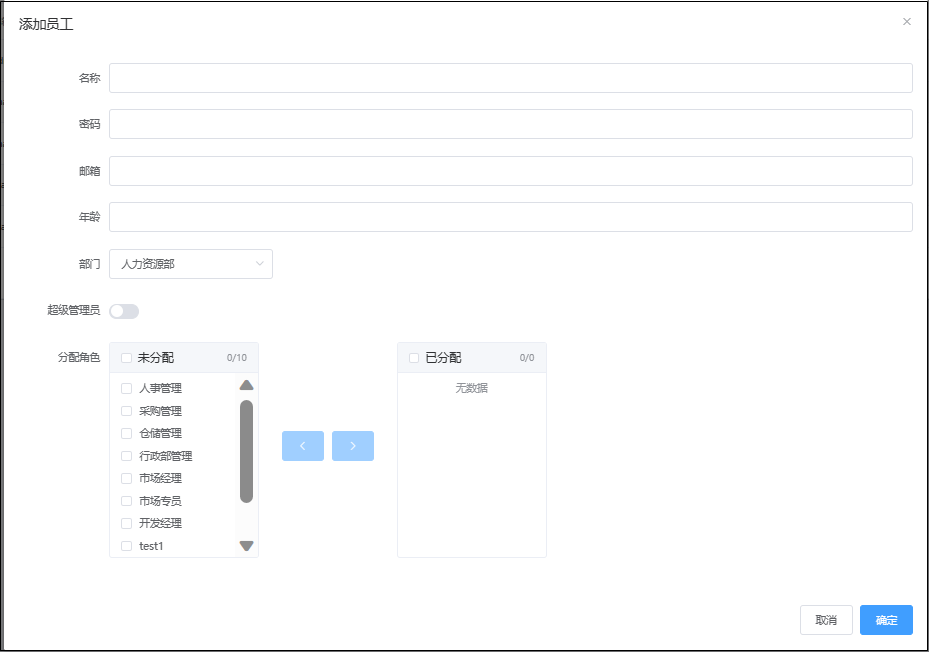 添加员工
名称
密码
邮箱
年龄
部门 人力资源部
超级管理员
分配角色
未分配 0/10
人事管理
采购管理
仓储管理
行政部管理
市场经理
市场专员
开发经理
test1
已分配 0/0
无数据
取消 确定